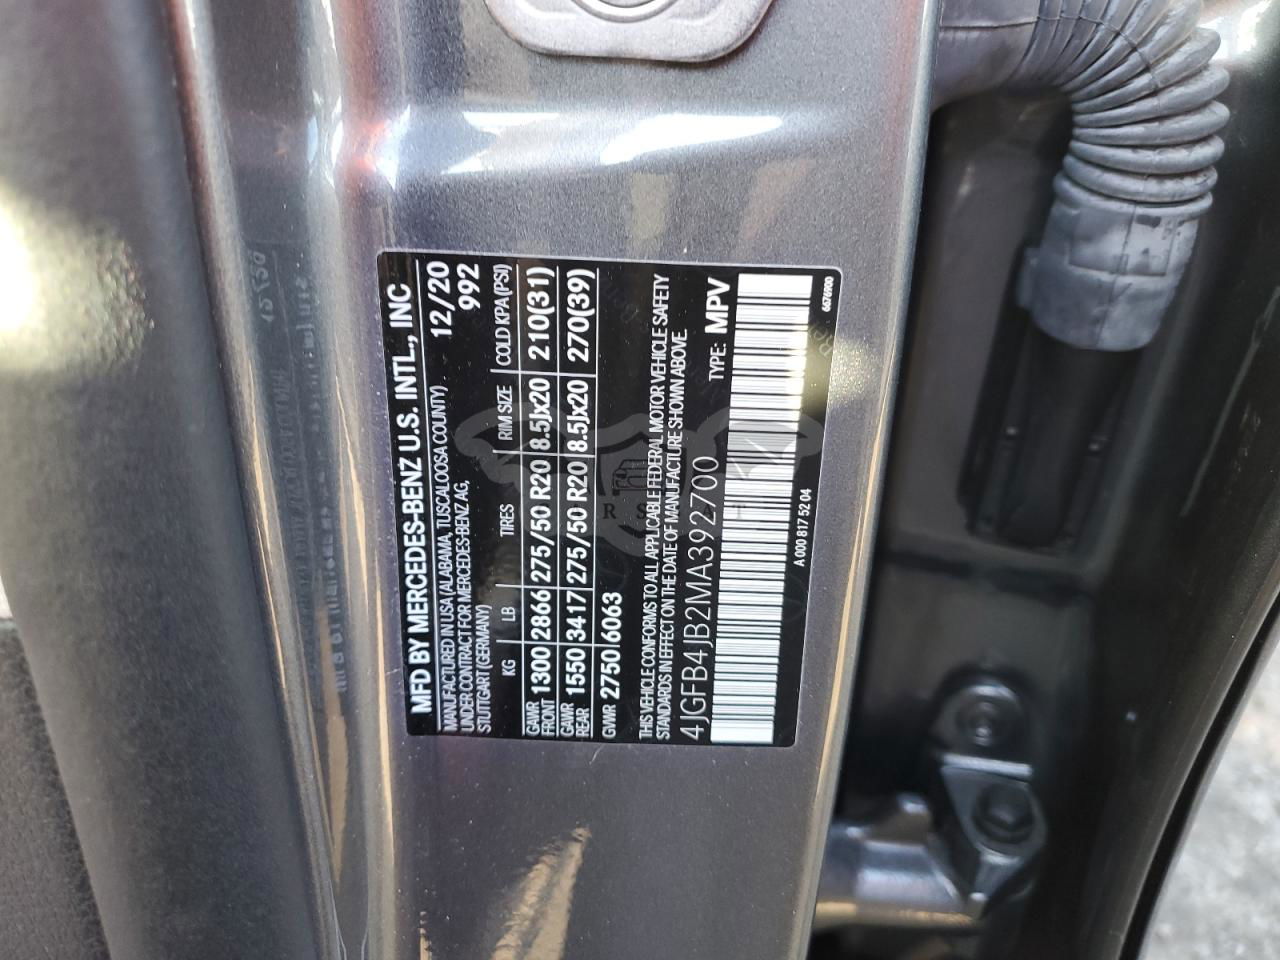 MFD BY MERCEDES-BENZ U.S. INTL., INC
MANUFACTURED IN USA (ALABAMA, TUSCALOOSA COUNTY) 12/20
UNDER CONTRACT FOR MERCEDES-BENZ AG, 992
STUTTGART (GERMANY)
KG LB TIRES RIM SIZE COLD KPA (PSI)
GAWR FRONT 1300 2866 275/50 R20 8.5Jx20 210(31)
GAWR REAR 1550 3417 275/50 R20 8.5Jx20 270(39)
GVWR 2750 6063
THIS VEHICLE CONFORMS TO ALL APPLICABLE FEDERAL MOTOR VEHICLE SAFETY
STANDARDS IN EFFECT ON THE DATE OF MANUFACTURE SHOWN ABOVE.
4JGFB4JB2MA392700 TYPE: MPV
A 000 817 52 04 6676900